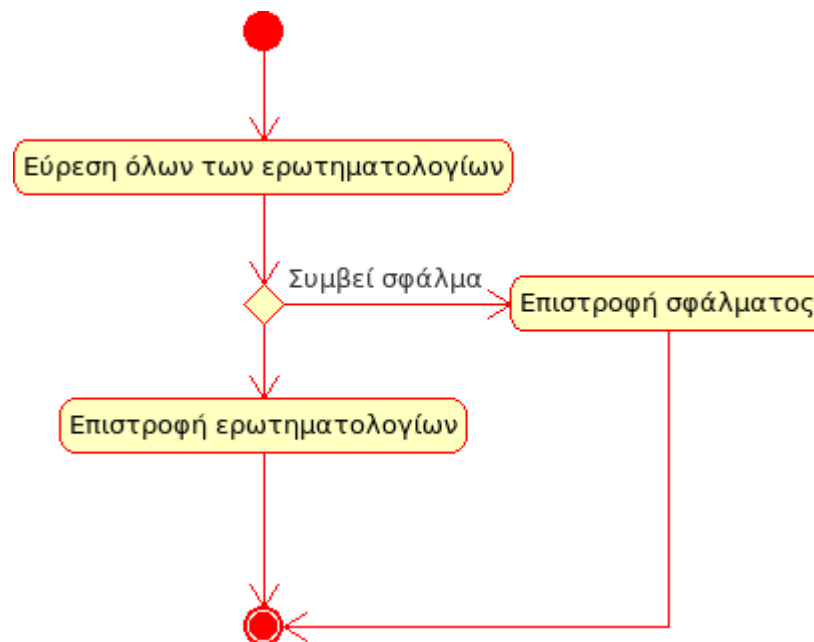 Εύρεση όλων των ερωτηματολογίων
Συμβεί σφάλμα
Επιστροφή σφάλματος
Επιστροφή ερωτηματολογίων